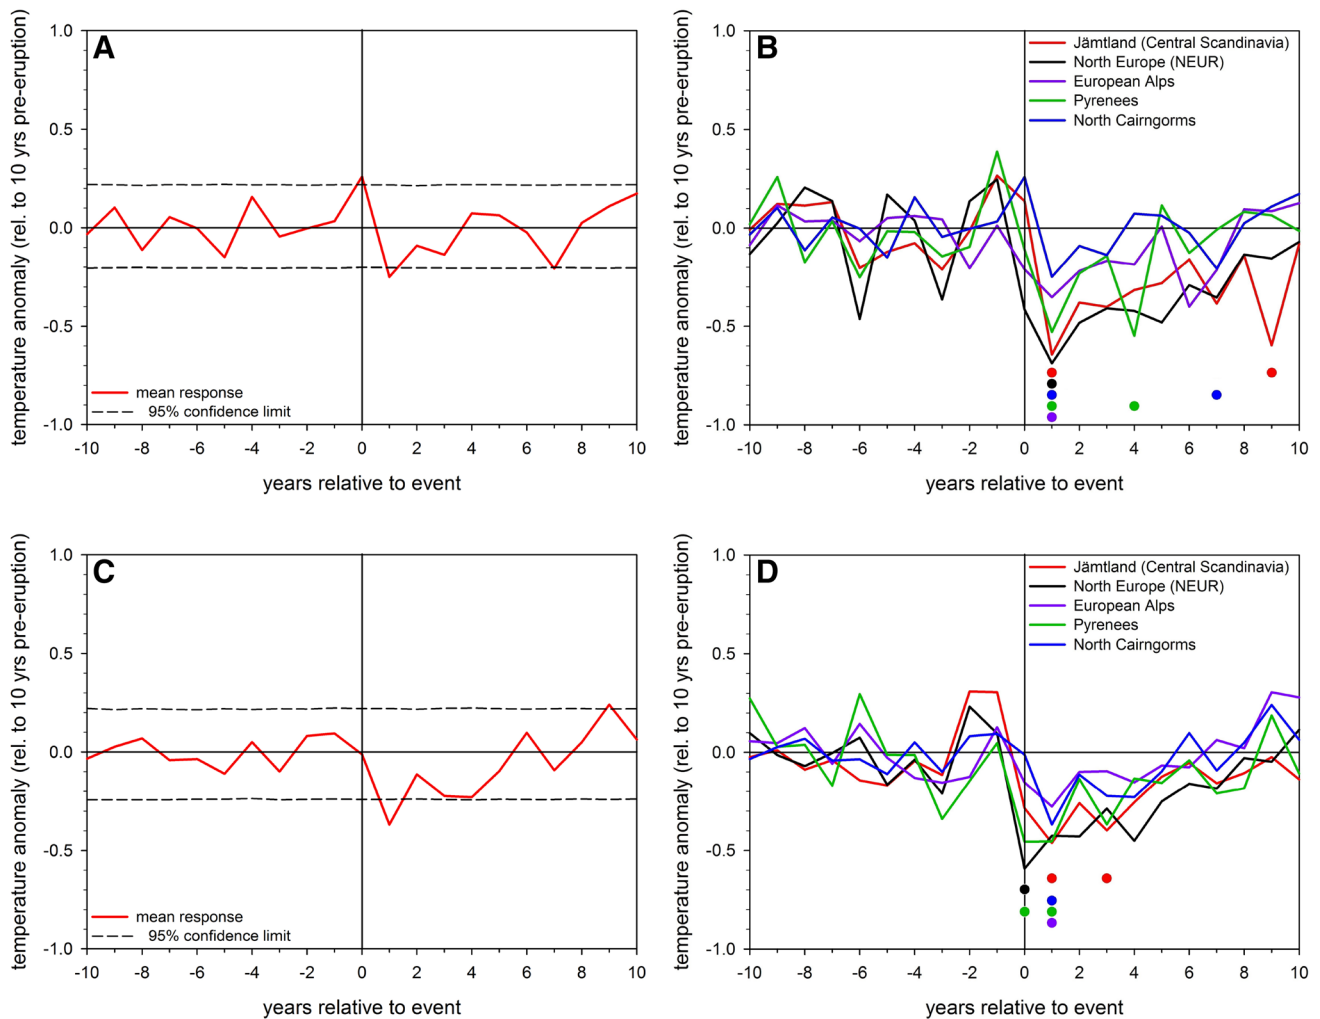 A
temperature anomaly (rel. to 10 yrs pre-eruption)
1.0
0.5
0.0
-0.5
-1.0
mean response
95% confidence limit
-10 -8 -6 -4 -2 0 2 4 6 8 10
years relative to event
B
temperature anomaly (rel. to 10 yrs pre-eruption)
1.0
0.5
0.0
-0.5
-1.0
Jämtland (Central Scandinavia)
North Europe (NEUR)
European Alps
Pyrenees
North Cairngorms
-10 -8 -6 -4 -2 0 2 4 6 8 10
years relative to event
C
temperature anomaly (rel. to 10 yrs pre-eruption)
1.0
0.5
0.0
-0.5
-1.0
mean response
95% confidence limit
-10 -8 -6 -4 -2 0 2 4 6 8 10
years relative to event
D
temperature anomaly (rel. to 10 yrs pre-eruption)
1.0
0.5
0.0
-0.5
-1.0
Jämtland (Central Scandinavia)
North Europe (NEUR)
European Alps
Pyrenees
North Cairngorms
-10 -8 -6 -4 -2 0 2 4 6 8 10
years relative to event